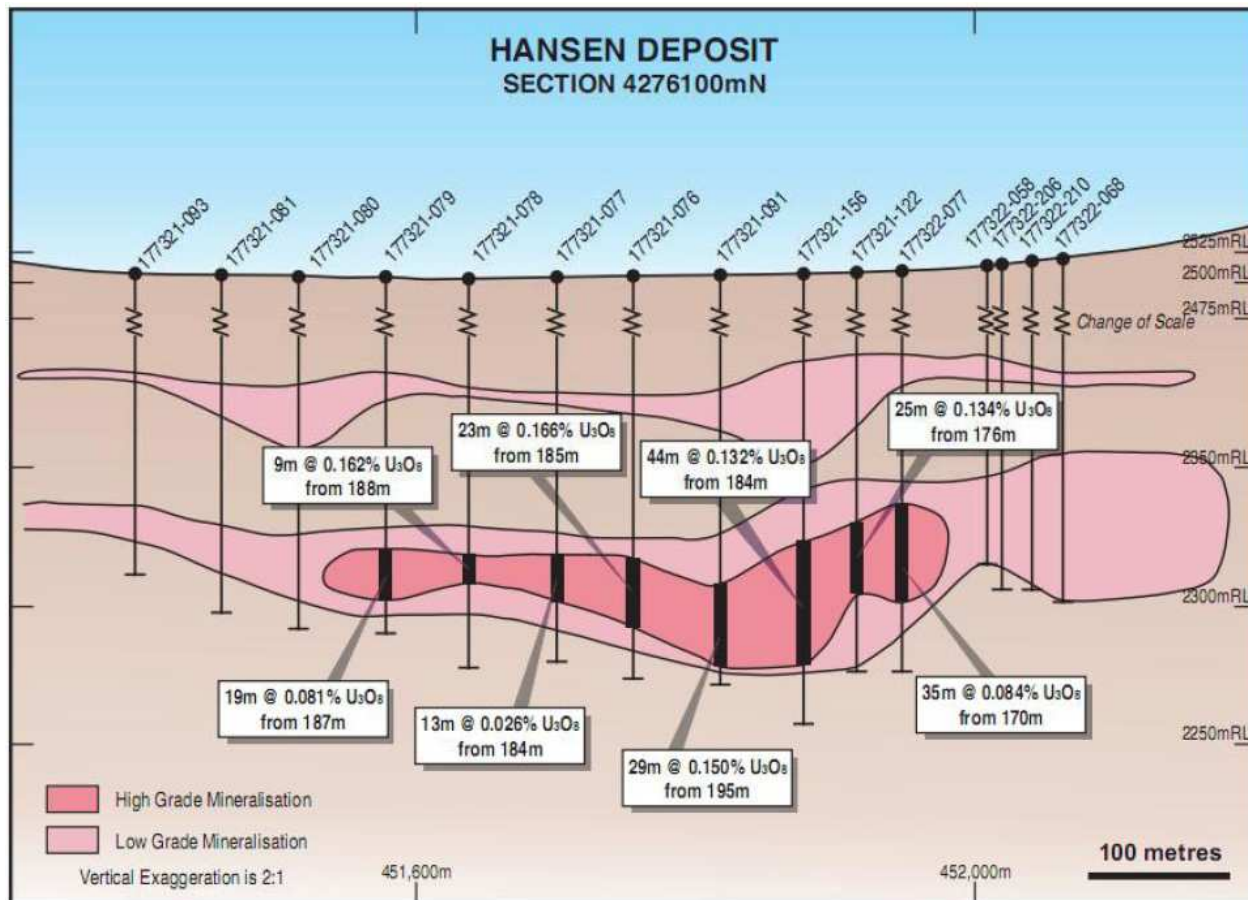 HANSEN DEPOSIT
SECTION 4276100mN
177321-093
177321-081
177321-080
177321-079
177321-078
177321-077
177321-076
177321-091
177321-156
177321-122
177322-077
177322-058
177322-206
177322-210
177322-068
2525mRL
2500mRL
2475mRL
Change of Scale
25m @ 0.134% U₃O₈
from 176m
23m @ 0.166% U₃O₈
from 185m
44m @ 0.132% U₃O₈
from 184m
9m @ 0.162% U₃O₈
from 188m
2350mRL
2300mRL
19m @ 0.081% U₃O₈
from 187m
13m @ 0.026% U₃O₈
from 184m
35m @ 0.084% U₃O₈
from 170m
29m @ 0.150% U₃O₈
from 195m
2250mRL
High Grade Mineralisation
Low Grade Mineralisation
Vertical Exaggeration is 2:1
451,600m
452,000m
100 metres